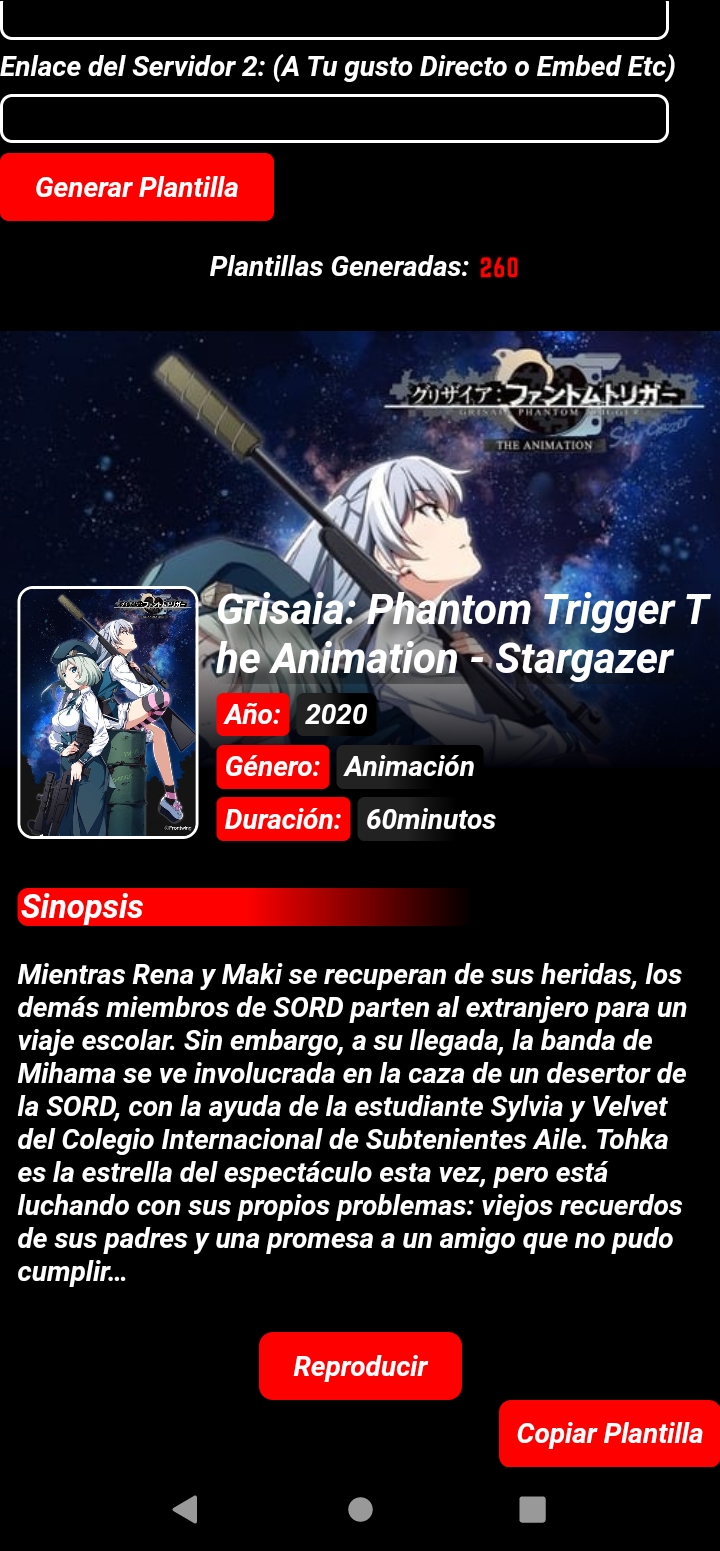 Enlace del Servidor 2: (A Tu gusto Directo o Embed Etc)
Generar Plantilla
Plantillas Generadas: 260
グリザイア:ファントムトリガー
GRISAIA PHANTOM TRIGGER
THE ANIMATION
Stargazer
Grisaia: Phantom Trigger T
he Animation - Stargazer
Año: 2020
Género: Animación
Duración: 60minutos
Sinopsis
Mientras Rena y Maki se recuperan de sus heridas, los
demás miembros de SORD parten al extranjero para un
viaje escolar. Sin embargo, a su llegada, la banda de
Mihama se ve involucrada en la caza de un desertor de
la SORD, con la ayuda de la estudiante Sylvia y Velvet
del Colegio Internacional de Subtenientes Aile. Tohka
es la estrella del espectáculo esta vez, pero está
luchando con sus propios problemas: viejos recuerdos
de sus padres y una promesa a un amigo que no pudo
cumplir...
Reproducir
Copiar Plantilla